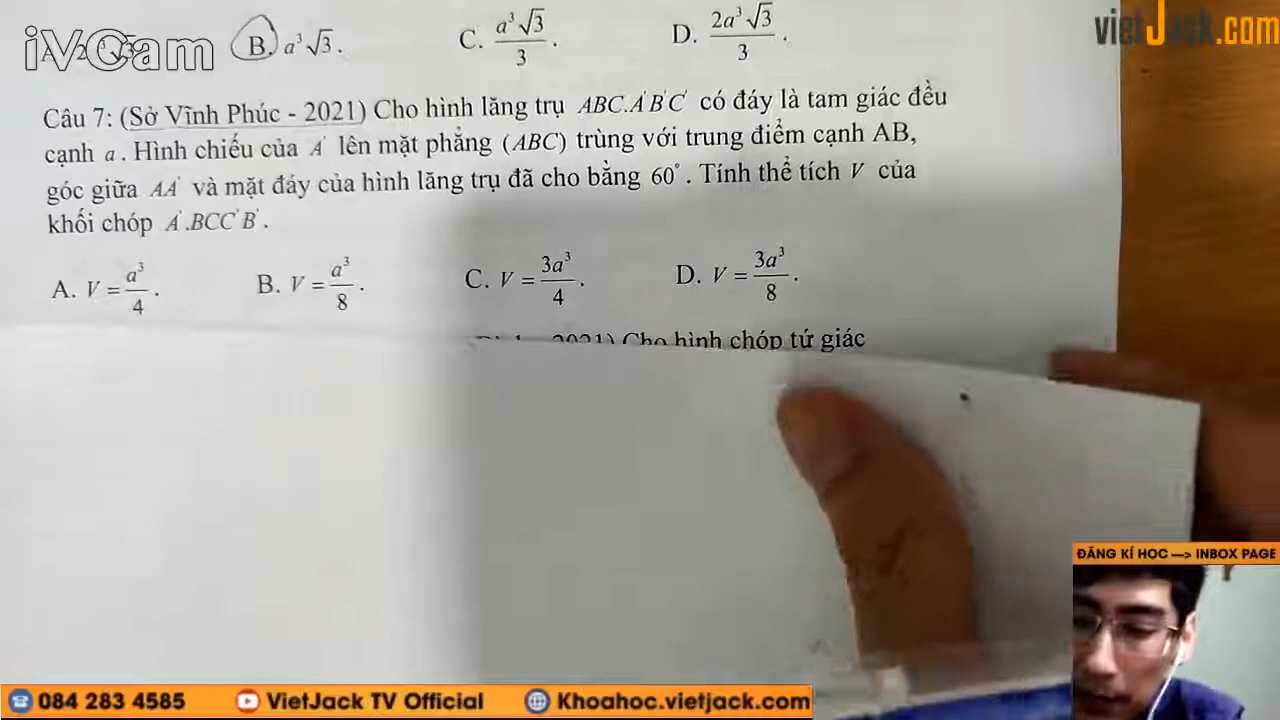 vietJack.com
iVCam
B. a³√3.
C. a³√3/3.
D. 2a³√3/3.
Câu 7: (Sở Vĩnh Phúc - 2021) Cho hình lăng trụ ABC.A'B'C' có đáy là tam giác đều
cạnh a. Hình chiếu của A' lên mặt phẳng (ABC) trùng với trung điểm cạnh AB,
góc giữa AA' và mặt đáy của hình lăng trụ đã cho bằng 60°. Tính thể tích V của
khối chóp A'.BCC'B'.
A. V = a³/4.
B. V = a³/8.
C. V = 3a³/4.
D. V = 3a³/8.
2021) Cho hình chóp tứ giác
ĐĂNG KÍ HỌC —> INBOX PAGE
084 283 4585
VietJack TV Official
Khoahoc.vietjack.com